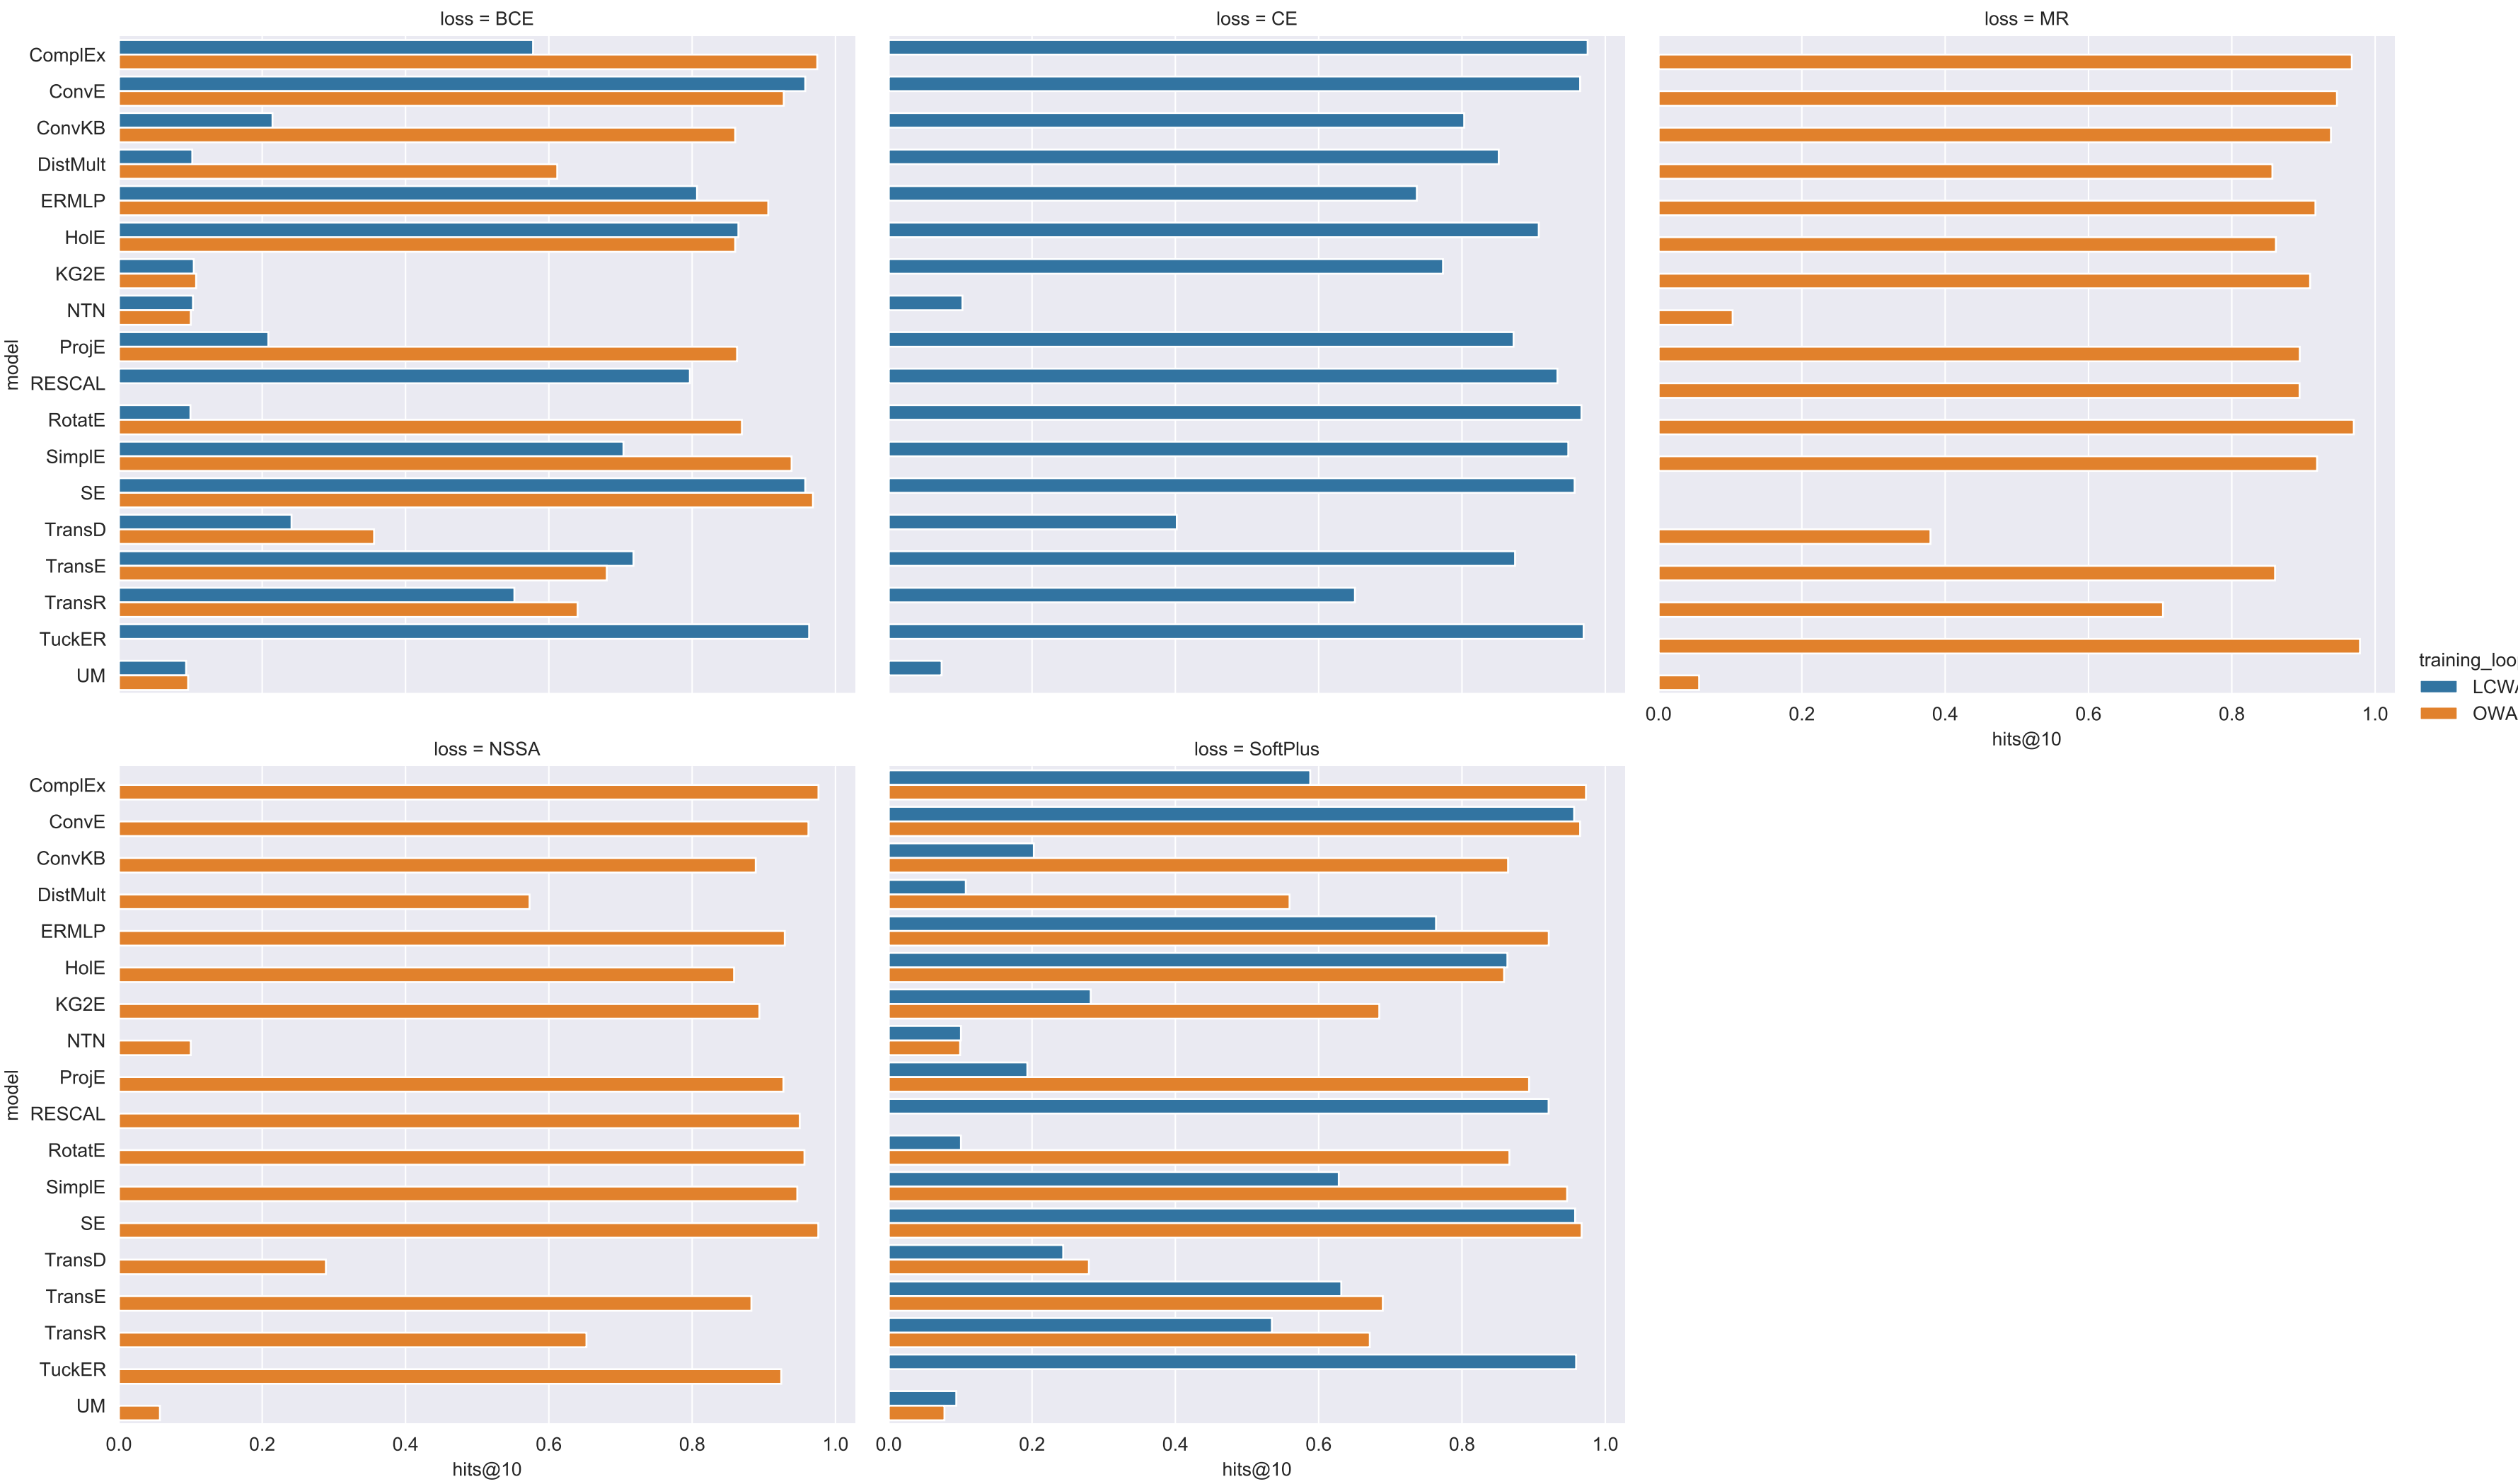 loss = BCE
loss = CE
loss = MR
model
ComplEx
ConvE
ConvKB
DistMult
ERMLP
HolE
KG2E
NTN
ProjE
RESCAL
RotatE
SimplE
SE
TransD
TransE
TransR
TuckER
UM
0.0 0.2 0.4 0.6 0.8 1.0
hits@10
training_loo
LCWA
OWA
loss = NSSA
loss = SoftPlus
model
ComplEx
ConvE
ConvKB
DistMult
ERMLP
HolE
KG2E
NTN
ProjE
RESCAL
RotatE
SimplE
SE
TransD
TransE
TransR
TuckER
UM
0.0 0.2 0.4 0.6 0.8 1.0
hits@10
0.0 0.2 0.4 0.6 0.8 1.0
hits@10